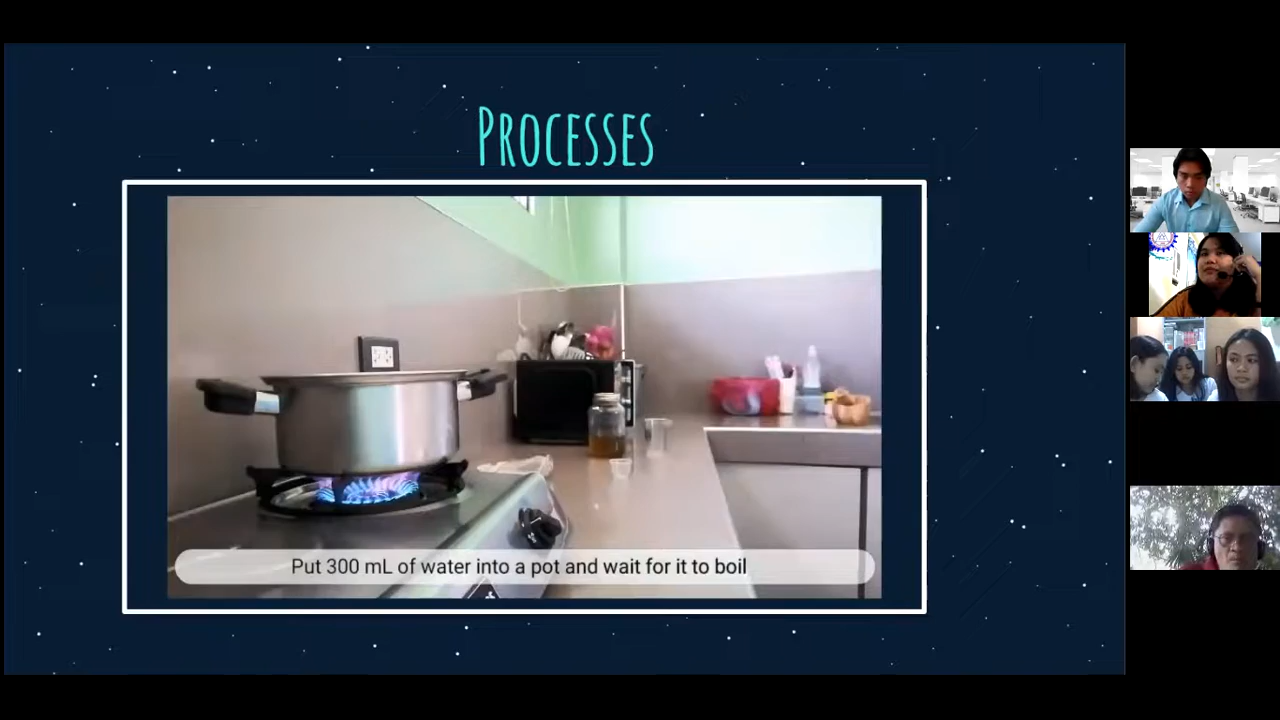 PROCESSES
Put 300 mL of water into a pot and wait for it to boil